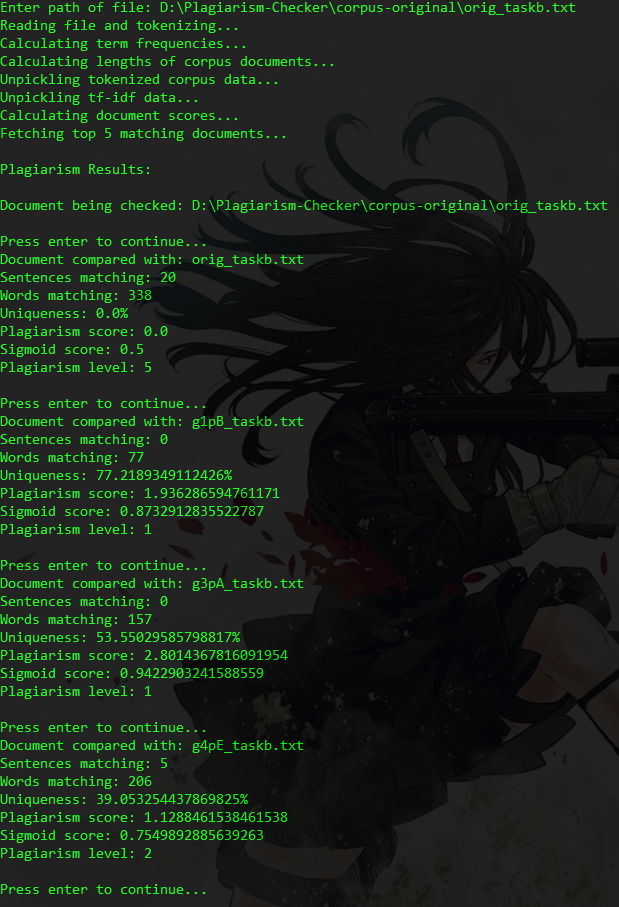 Enter path of file: D:\Plagiarism-Checker\corpus-original\orig_taskb.txt
Reading file and tokenizing...
Calculating term frequencies...
Calculating lengths of corpus documents...
Unpickling tokenized corpus data...
Unpickling tf-idf data...
Calculating document scores...
Fetching top 5 matching documents...
Plagiarism Results:
Document being checked: D:\Plagiarism-Checker\corpus-original\orig_taskb.txt
Press enter to continue...
Document compared with: orig_taskb.txt
Sentences matching: 20
Words matching: 338
Uniqueness: 0.0%
Plagiarism score: 0.0
Sigmoid score: 0.5
Plagiarism level: 5
Press enter to continue...
Document compared with: g1pB_taskb.txt
Sentences matching: 0
Words matching: 77
Uniqueness: 77.2189349112426%
Plagiarism score: 1.936286594761171
Sigmoid score: 0.8732912835522787
Plagiarism level: 1
Press enter to continue...
Document compared with: g3pA_taskb.txt
Sentences matching: 0
Words matching: 157
Uniqueness: 53.55029585798817%
Plagiarism score: 2.8014367816091954
Sigmoid score: 0.9422903241588559
Plagiarism level: 1
Press enter to continue...
Document compared with: g4pE_taskb.txt
Sentences matching: 5
Words matching: 206
Uniqueness: 39.053254437869825%
Plagiarism score: 1.1288461538461538
Sigmoid score: 0.7549892885639263
Plagiarism level: 2
Press enter to continue...